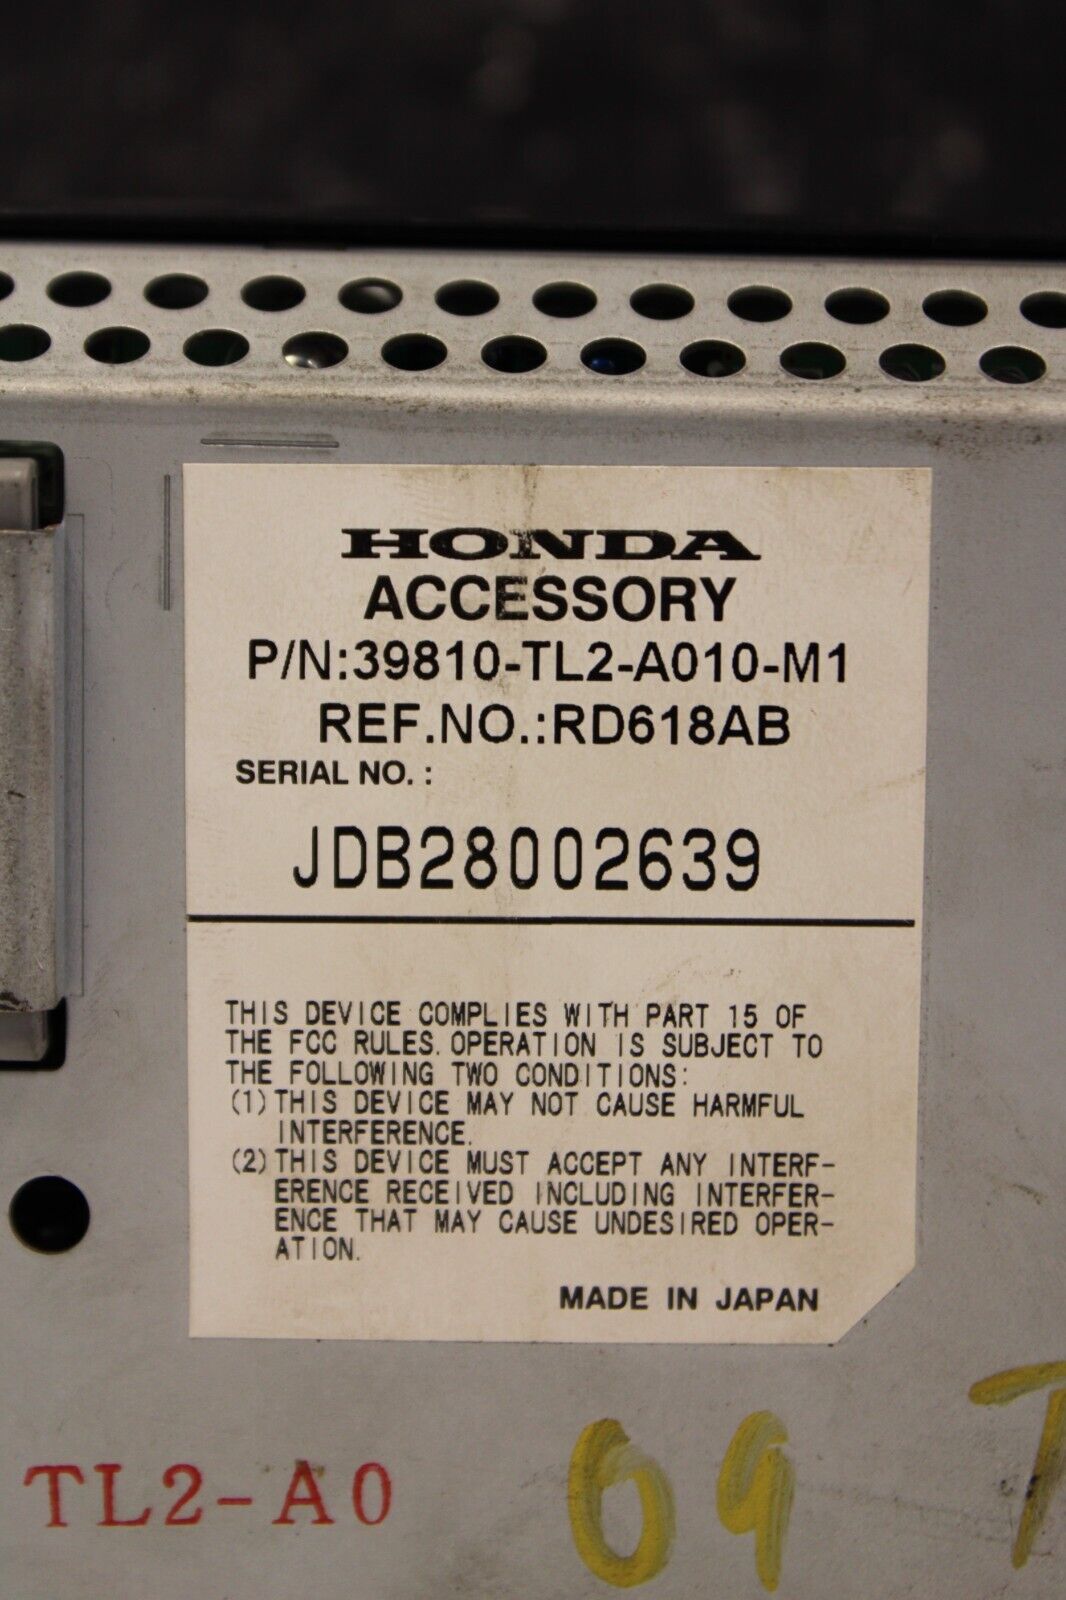 HONDA
ACCESSORY
P/N:39810-TL2-A010-M1
REF.NO.:RD618AB
SERIAL NO. :
JDB28002639
THIS DEVICE COMPLIES WITH PART 15 OF
THE FCC RULES. OPERATION IS SUBJECT TO
THE FOLLOWING TWO CONDITIONS:
(1) THIS DEVICE MAY NOT CAUSE HARMFUL
INTERFERENCE.
(2) THIS DEVICE MUST ACCEPT ANY INTERF-
ERENCE RECEIVED INCLUDING INTERFER-
ENCE THAT MAY CAUSE UNDESIRED OPER-
ATION.
MADE IN JAPAN
TL2-A0
09 T